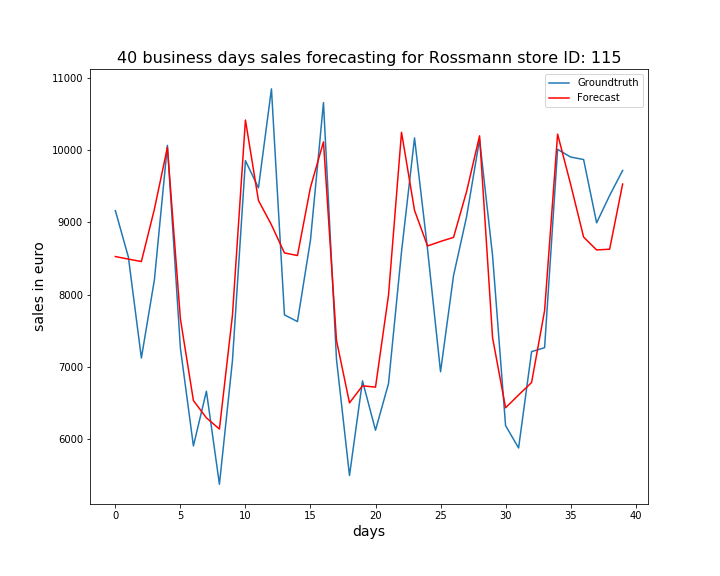 40 business days sales forecasting for Rossmann store ID: 115
Groundtruth
Forecast
11000
10000
9000
8000
7000
6000
sales in euro
0 5 10 15 20 25 30 35 40
days